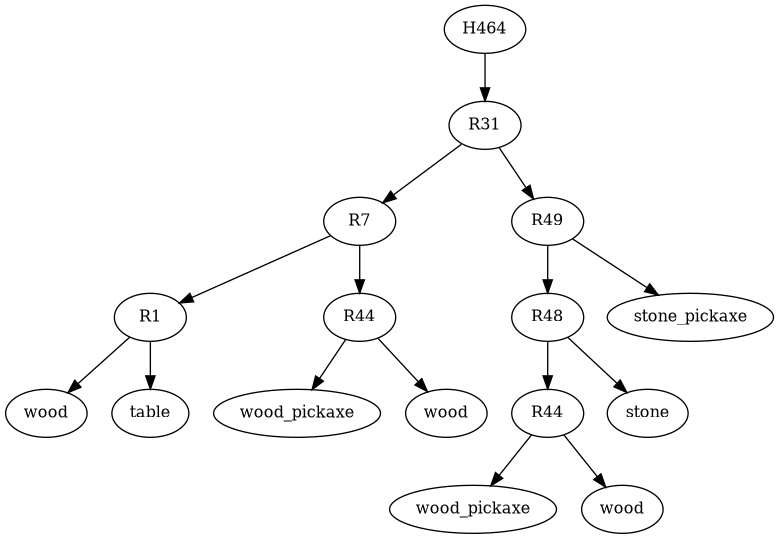 H464
R31
R7
R49
R1
R44
R48
stone_pickaxe
wood
table
wood_pickaxe
wood
R44
stone
wood_pickaxe
wood